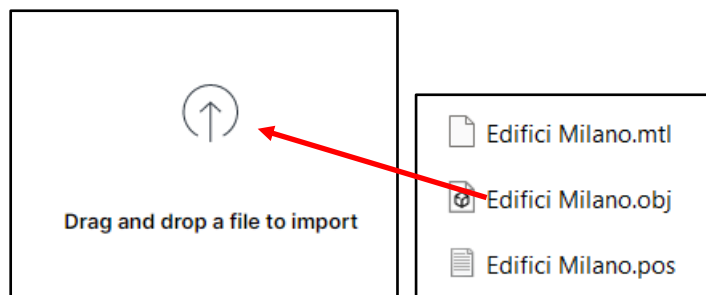 Drag and drop a file to import
Edifici Milano.mtl
Edifici Milano.obj
Edifici Milano.pos